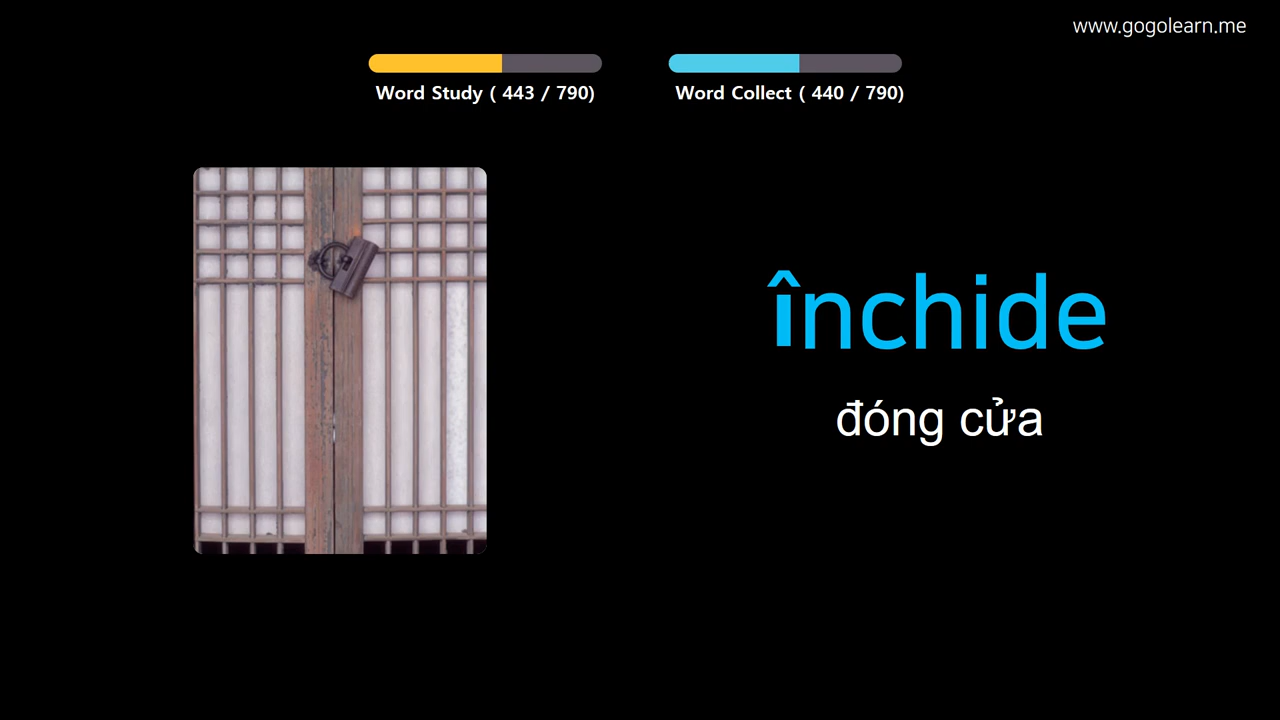 www.gogolearn.me
Word Study ( 443 / 790)
Word Collect ( 440 / 790)
închide
đóng cửa